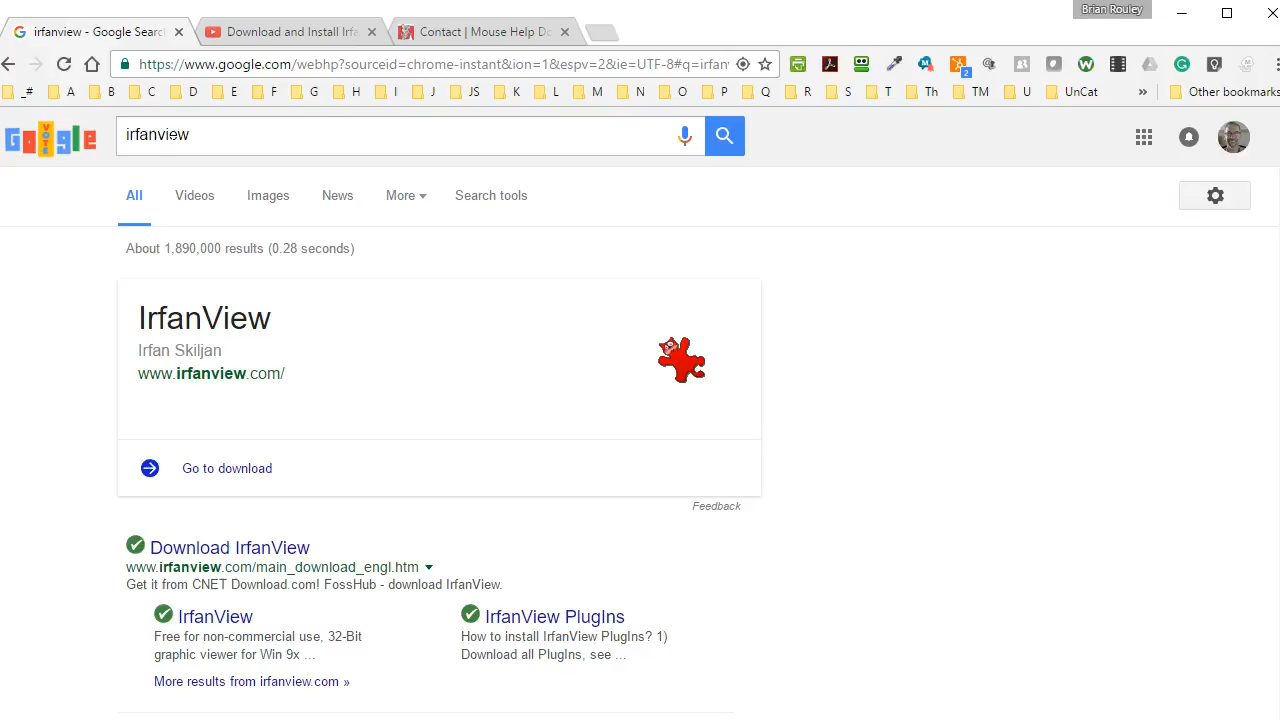 Brian Rouley
irfanview - Google Searc
Download and Install Irfa
Contact | Mouse Help De
https://www.google.com/webhp?sourceid=chrome-instant&ion=1&espv=2&ie=UTF-8#q=irfanv
2
_# A B C D E F G H I J JS K L M N O P Q R S T Th TM U UnCat » Other bookmarks
Google
VOTE
irfanview
All Videos Images News More Search tools
About 1,890,000 results (0.28 seconds)
IrfanView
Irfan Skiljan
www.irfanview.com/
Go to download
Feedback
Download IrfanView
www.irfanview.com/main_download_engl.htm
Get it from CNET Download.com! FossHub - download IrfanView.
IrfanView
Free for non-commercial use, 32-Bit
graphic viewer for Win 9x ...
IrfanView PlugIns
How to install IrfanView PlugIns? 1)
Download all PlugIns, see ...
More results from irfanview.com »